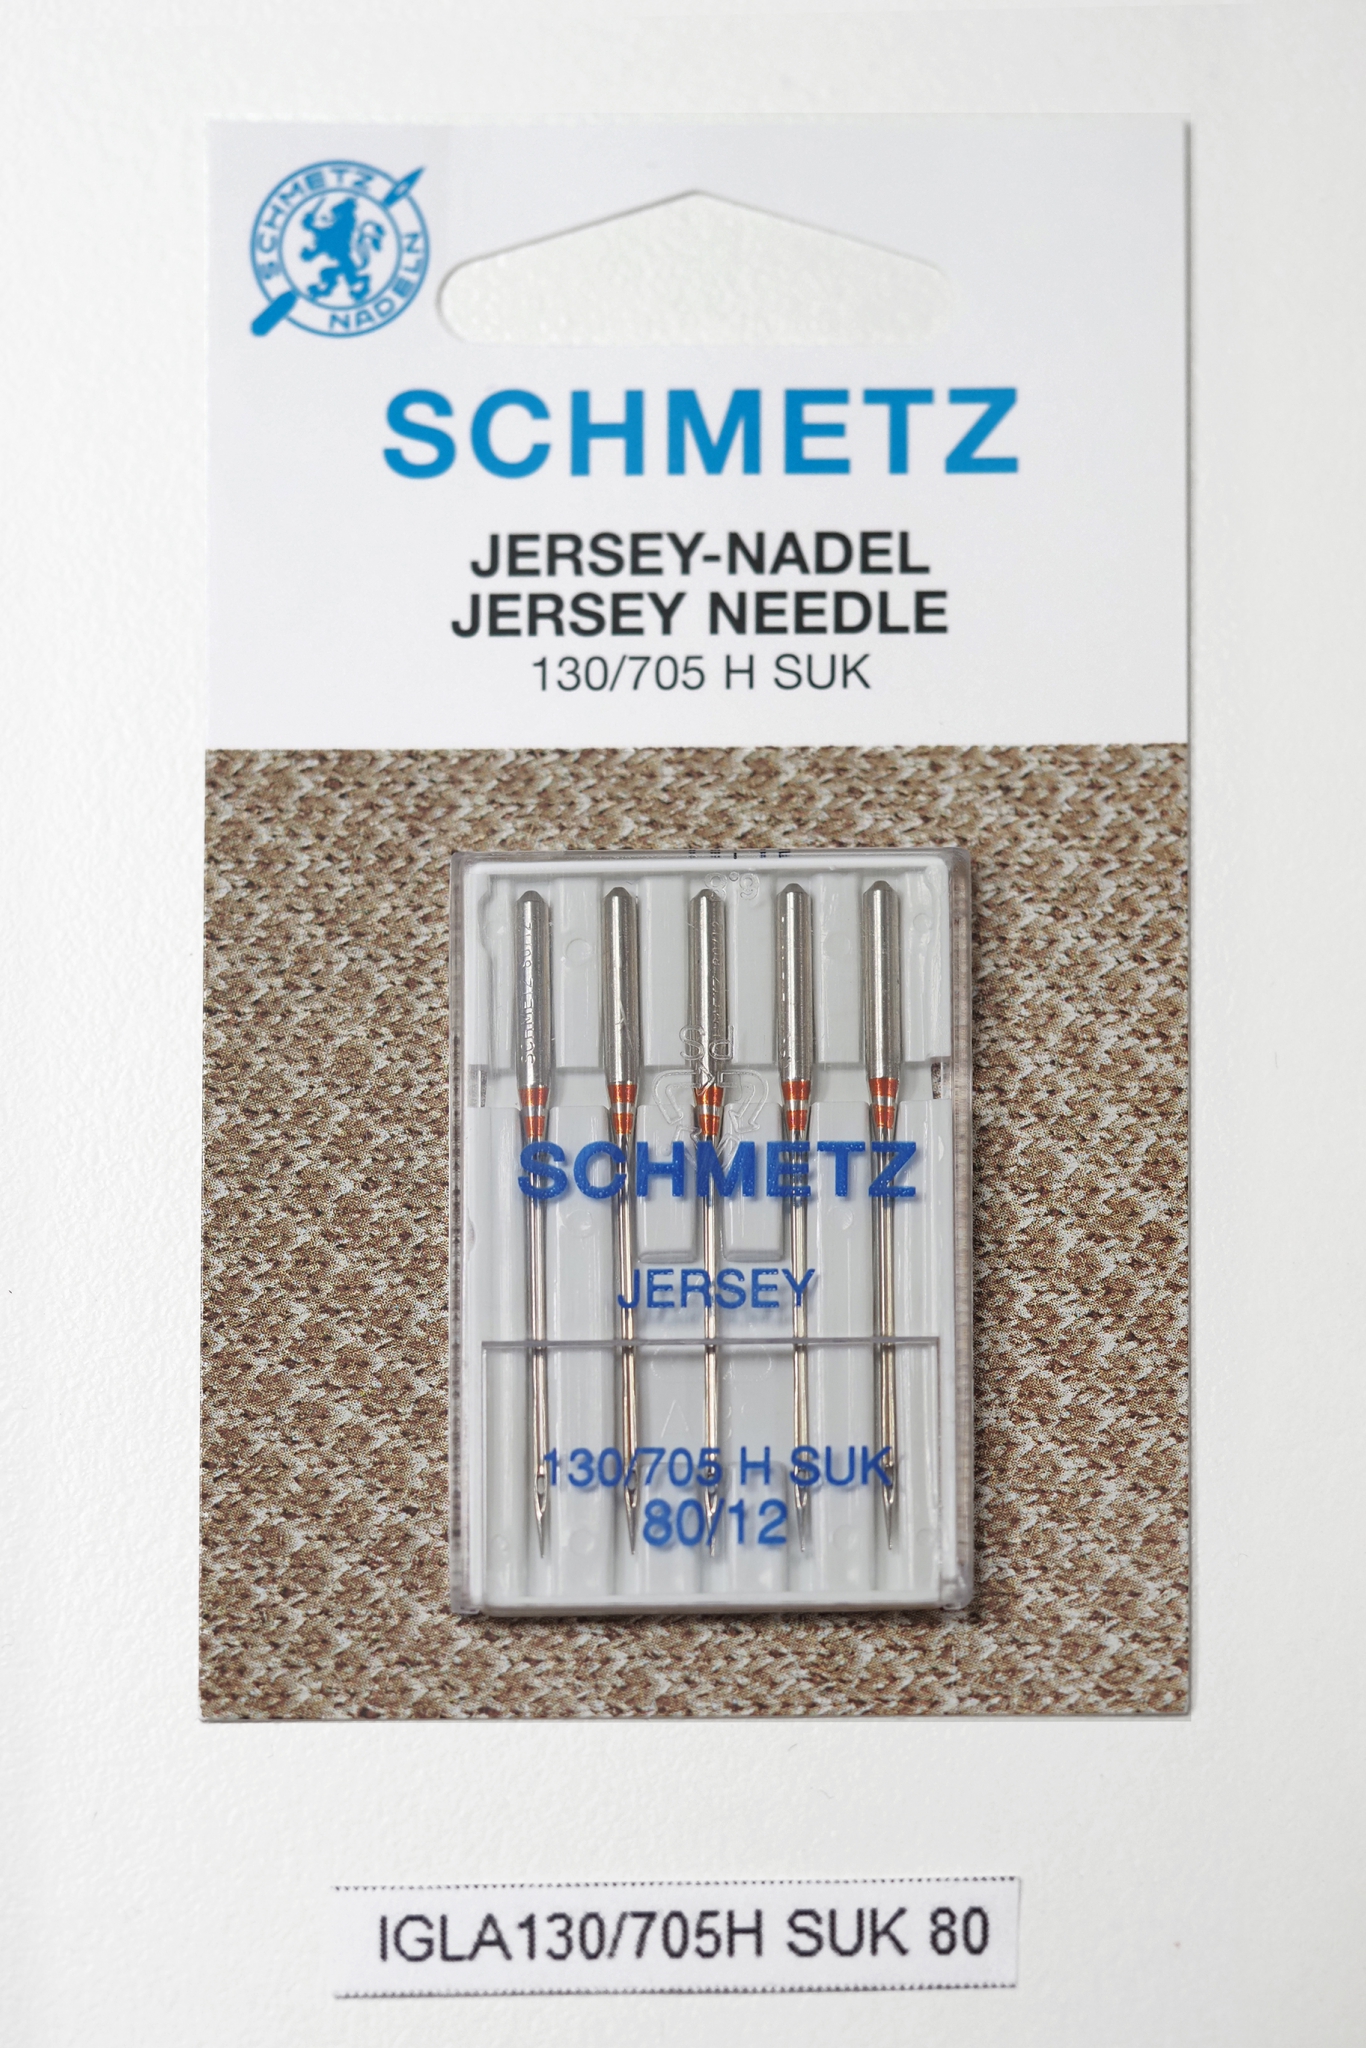 SCHMETZ
NADELN
SCHMETZ
JERSEY-NADEL
JERSEY NEEDLE
130/705 H SUK
PS
SCHMETZ
JERSEY
130/705 H SUK
80/12
IGLA130/705H SUK 80